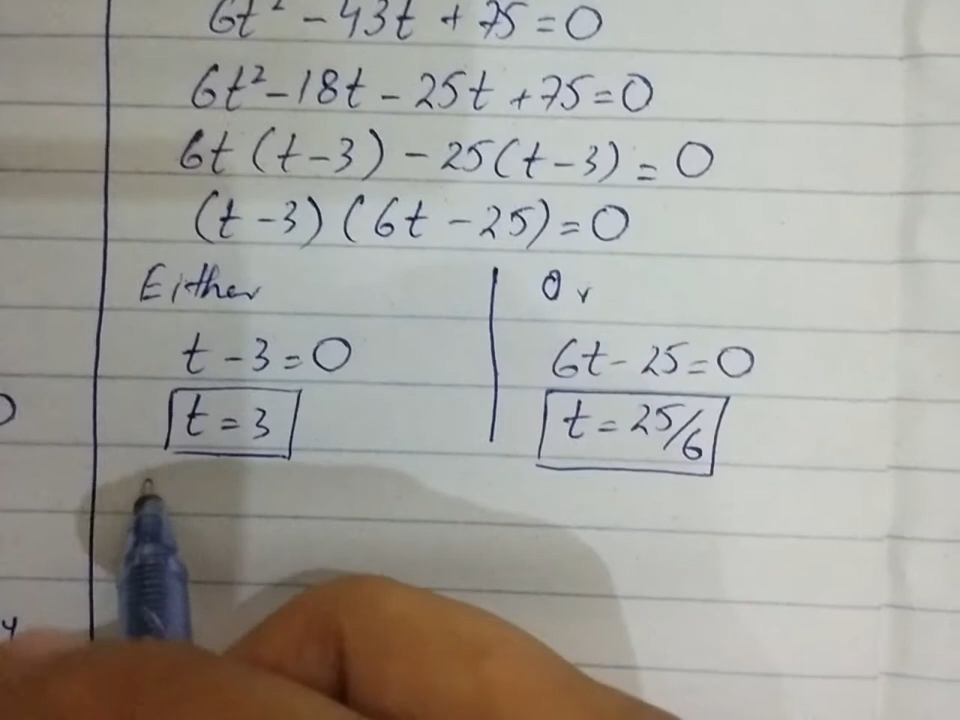 6t² - 43t + 75 = 0
6t² - 18t - 25t + 75 = 0
6t (t - 3) - 25(t - 3) = 0
(t - 3) (6t - 25) = 0
Either
Or
t - 3 = 0
6t - 25 = 0
t = 3
t = 25/6
y